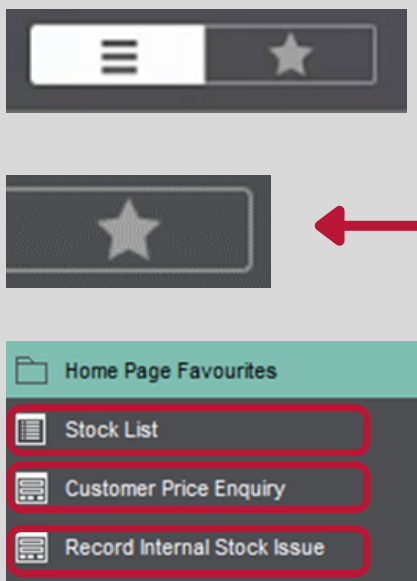 Home Page Favourites
Stock List
Customer Price Enquiry
Record Internal Stock Issue